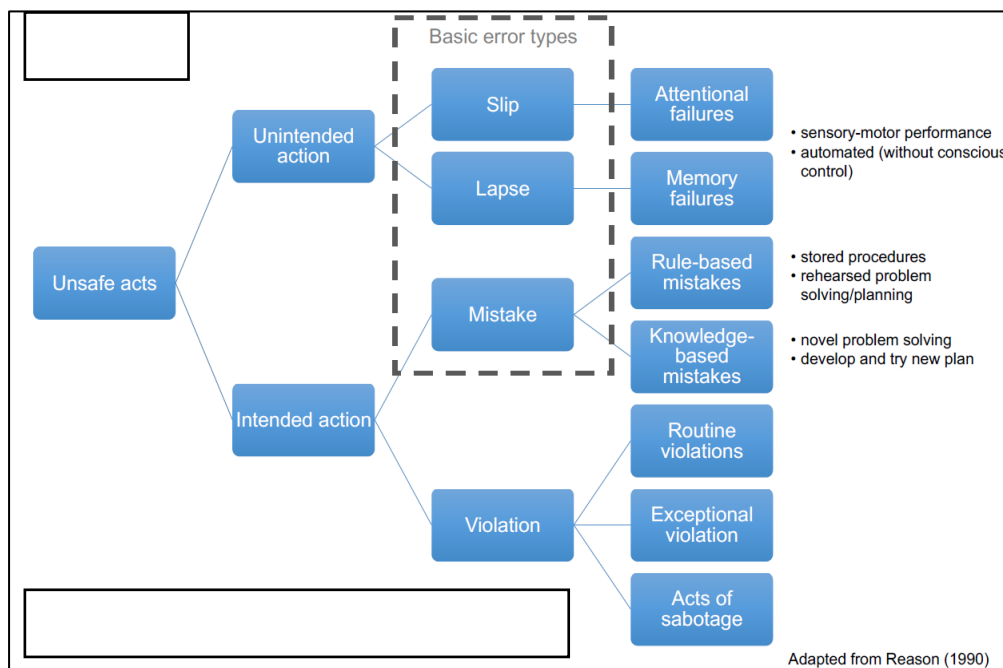 Basic error types
Slip
Attentional
failures
• sensory-motor performance
• automated (without conscious
control)
Unintended
action
Lapse
Memory
failures
Unsafe acts
Mistake
Rule-based
mistakes
• stored procedures
• rehearsed problem
solving/planning
Knowledge-
based
mistakes
• novel problem solving
• develop and try new plan
Intended action
Routine
violations
Violation
Exceptional
violation
Acts of
sabotage
Adapted from Reason (1990)